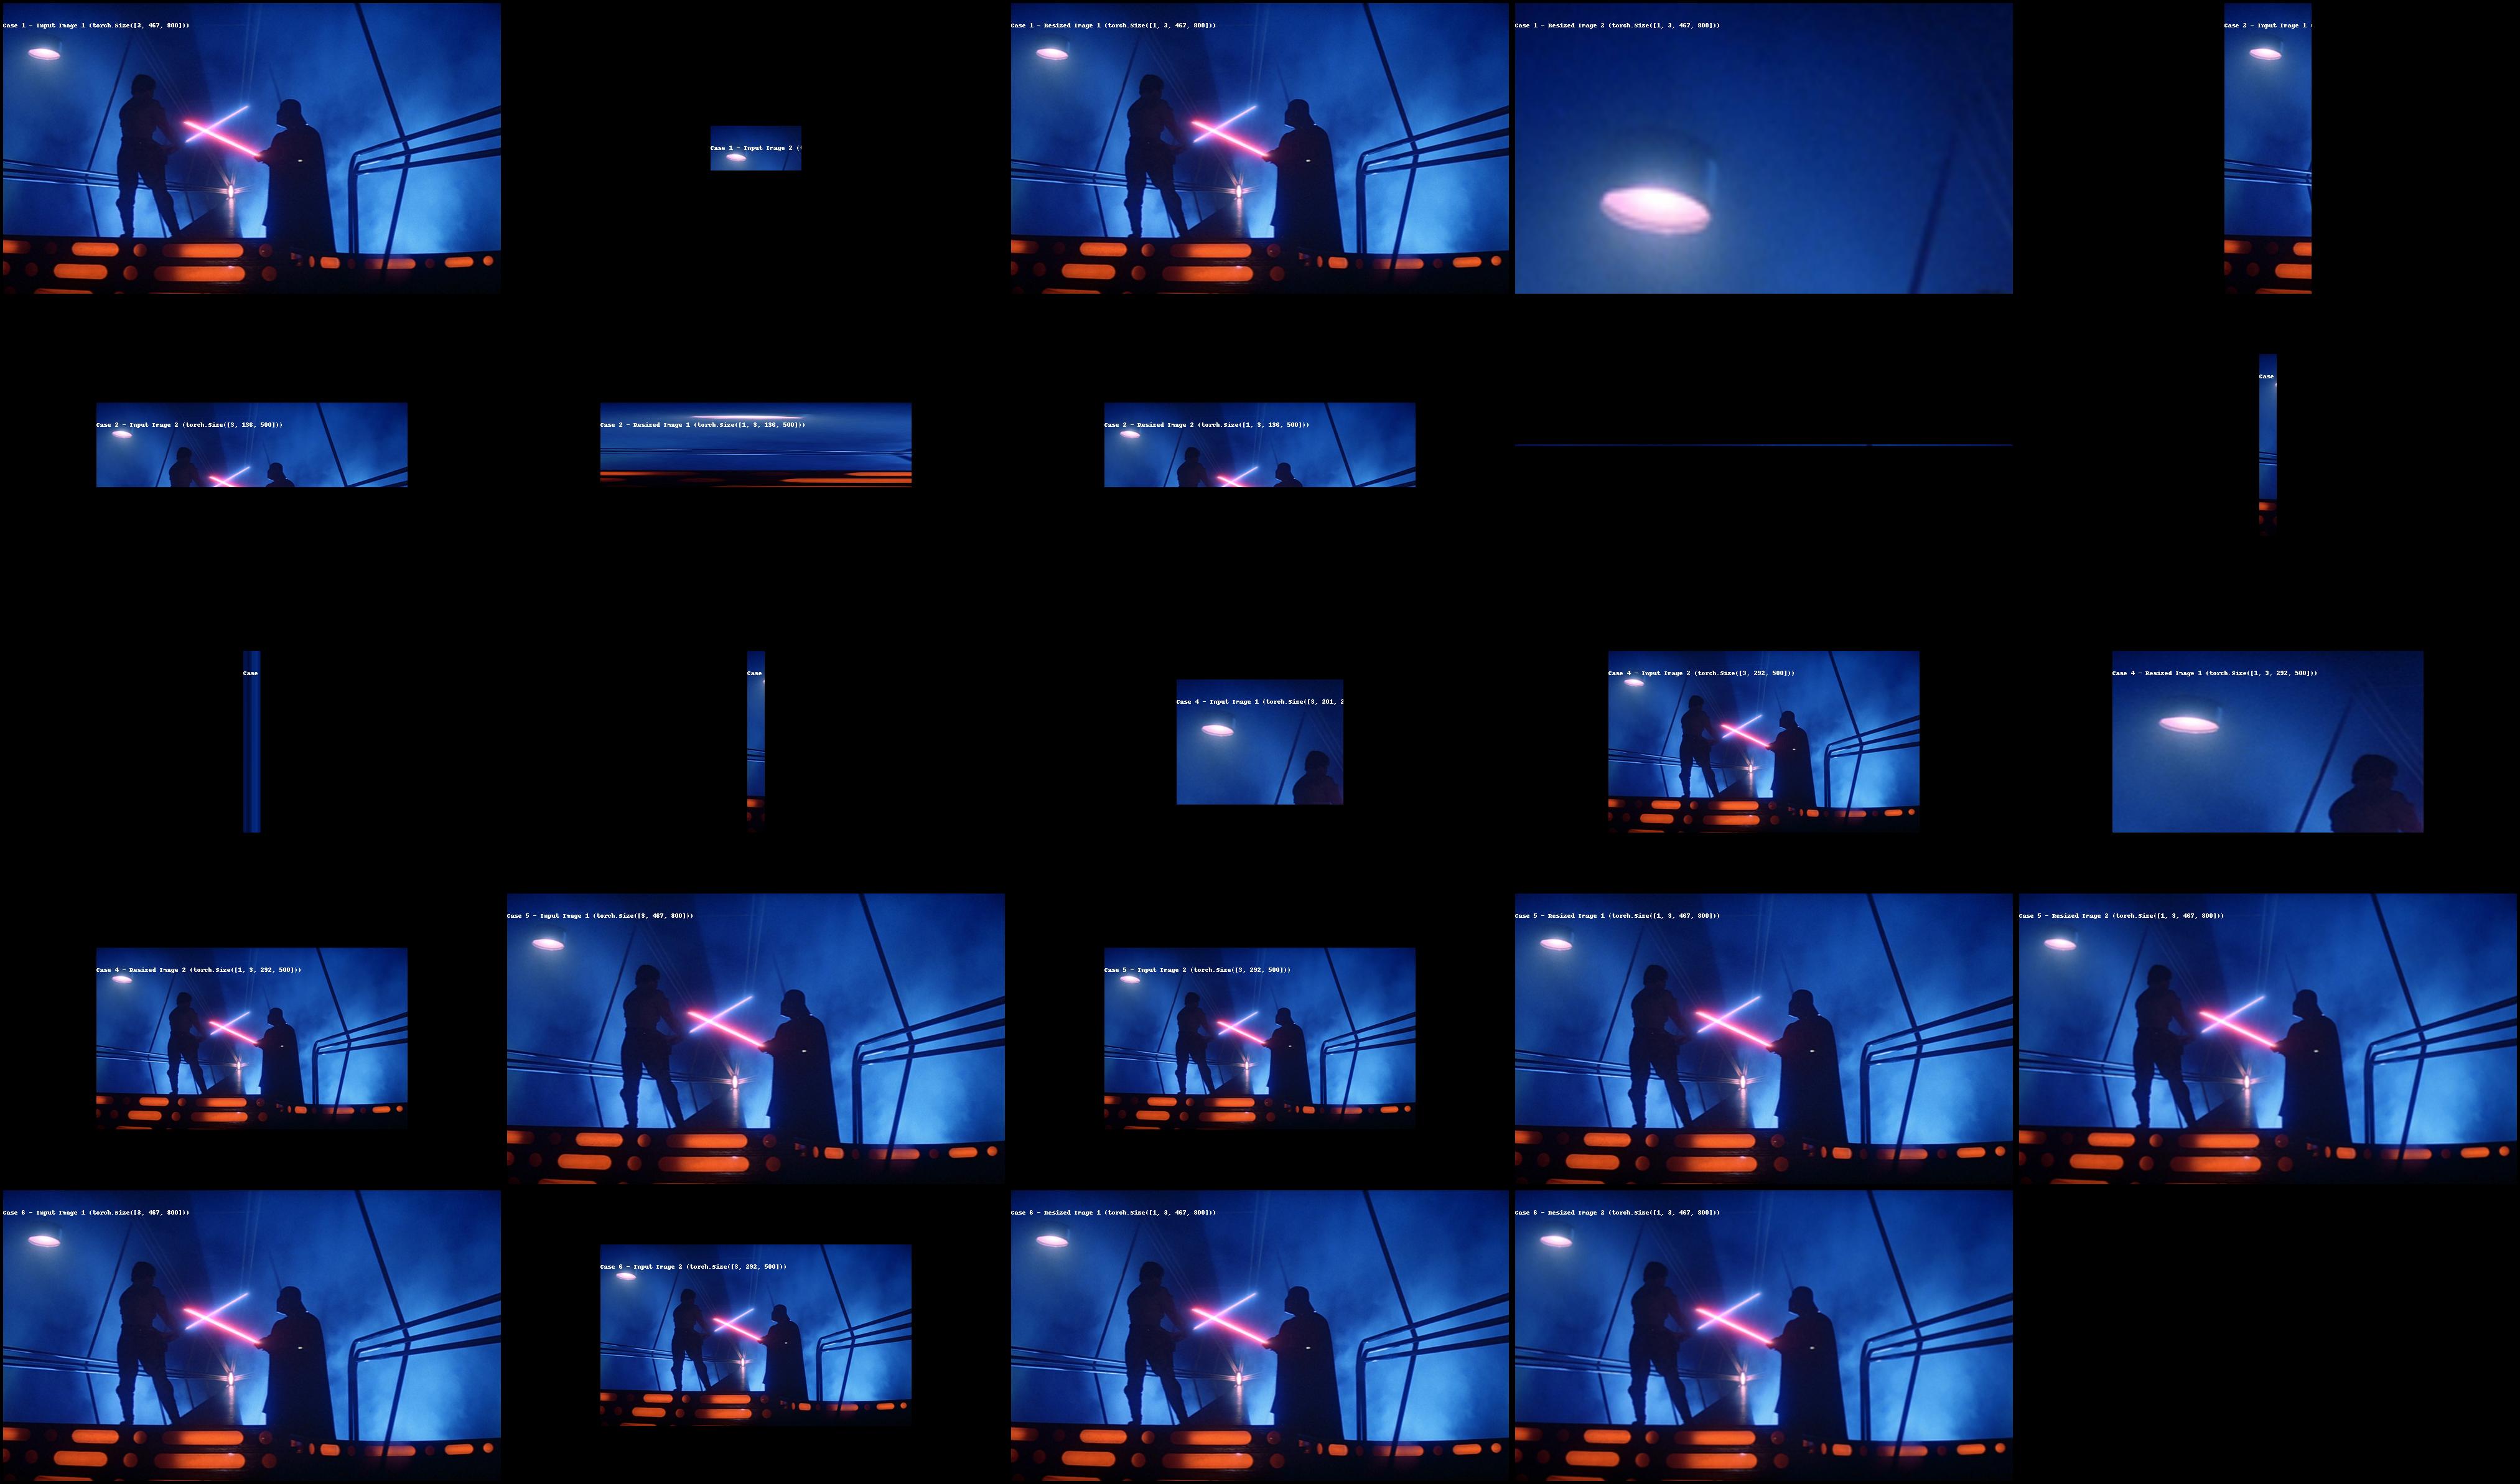 Case 1 - Input Image 1 (torch.Size([3, 467, 800]))
Case 1 - Input Image 2 (
Case 1 - Resized Image 1 (torch.Size([1, 3, 467, 800]))
Case 1 - Resized Image 2 (torch.Size([1, 3, 467, 800]))
Case 2 - Input Image 1
Case 2 - Input Image 2 (torch.Size([3, 136, 500]))
Case 2 - Resized Image 1 (torch.Size([1, 3, 136, 500]))
Case 2 - Resized Image 2 (torch.Size([1, 3, 136, 500]))
Case
Case
Case
Case 4 - Input Image 1 (torch.Size([3, 201, 2
Case 4 - Input Image 2 (torch.Size([3, 292, 500]))
Case 4 - Resized Image 1 (torch.Size([1, 3, 292, 500]))
Case 4 - Resized Image 2 (torch.Size([1, 3, 292, 500]))
Case 5 - Input Image 1 (torch.Size([3, 467, 800]))
Case 5 - Input Image 2 (torch.Size([3, 292, 500]))
Case 5 - Resized Image 1 (torch.Size([1, 3, 467, 800]))
Case 5 - Resized Image 2 (torch.Size([1, 3, 467, 800]))
Case 6 - Input Image 1 (torch.Size([3, 467, 800]))
Case 6 - Input Image 2 (torch.Size([3, 292, 500]))
Case 6 - Resized Image 1 (torch.Size([1, 3, 467, 800]))
Case 6 - Resized Image 2 (torch.Size([1, 3, 467, 800]))